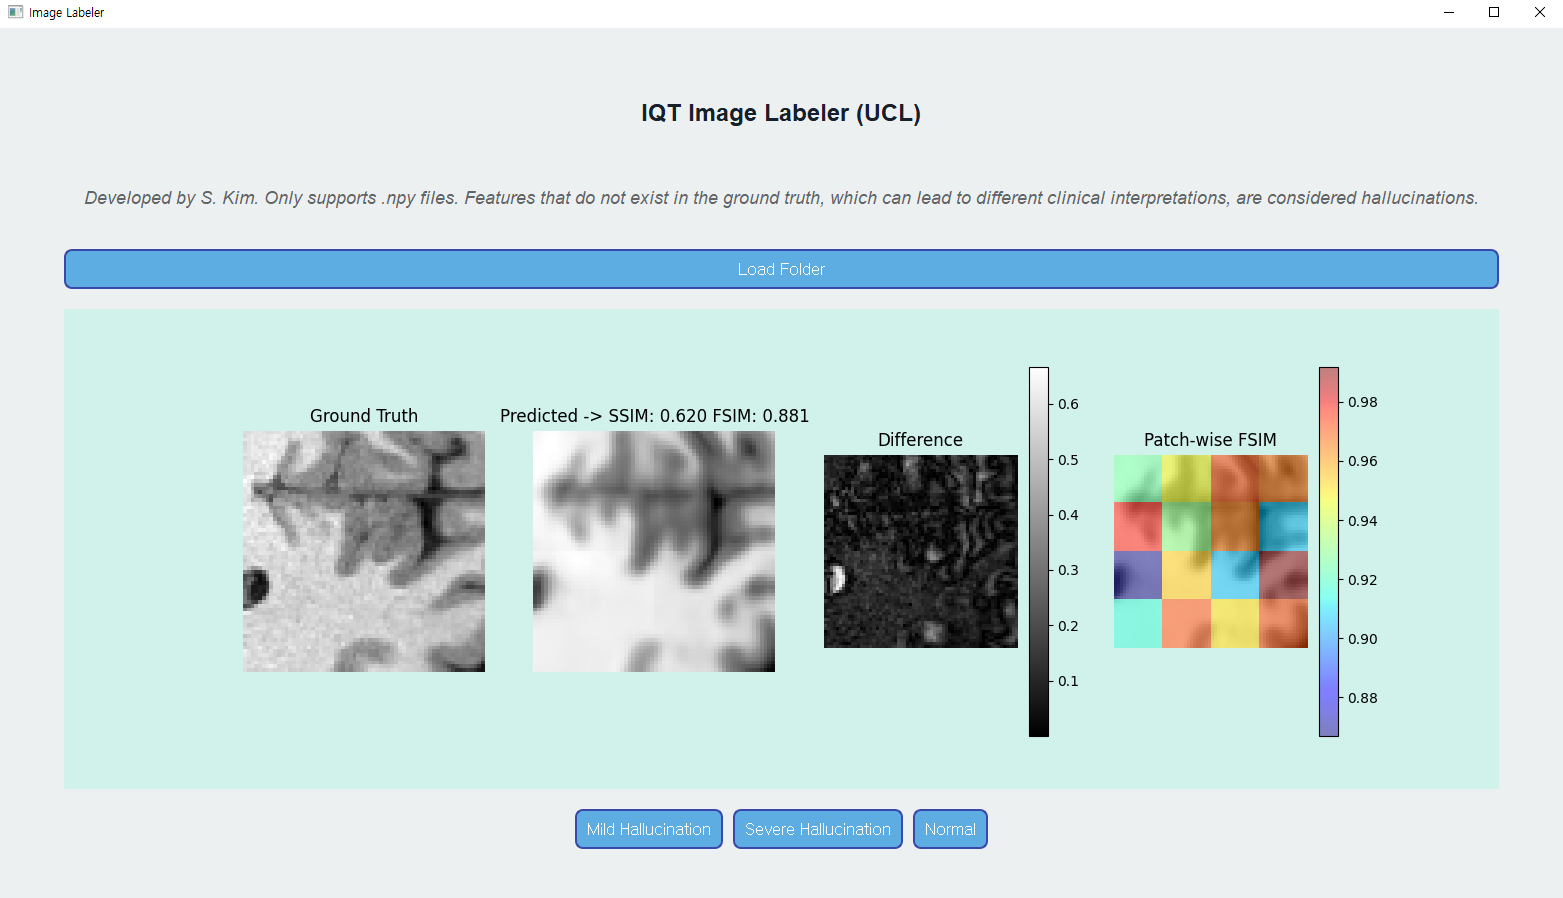 Image Labeler
IQT Image Labeler (UCL)
Developed by S. Kim. Only supports .npy files. Features that do not exist in the ground truth, which can lead to different clinical interpretations, are considered hallucinations.
Load Folder
Ground Truth
Predicted -> SSIM: 0.620 FSIM: 0.881
Difference
0.6
0.5
0.4
0.3
0.2
0.1
Patch-wise FSIM
0.98
0.96
0.94
0.92
0.90
0.88
Mild Hallucination
Severe Hallucination
Normal